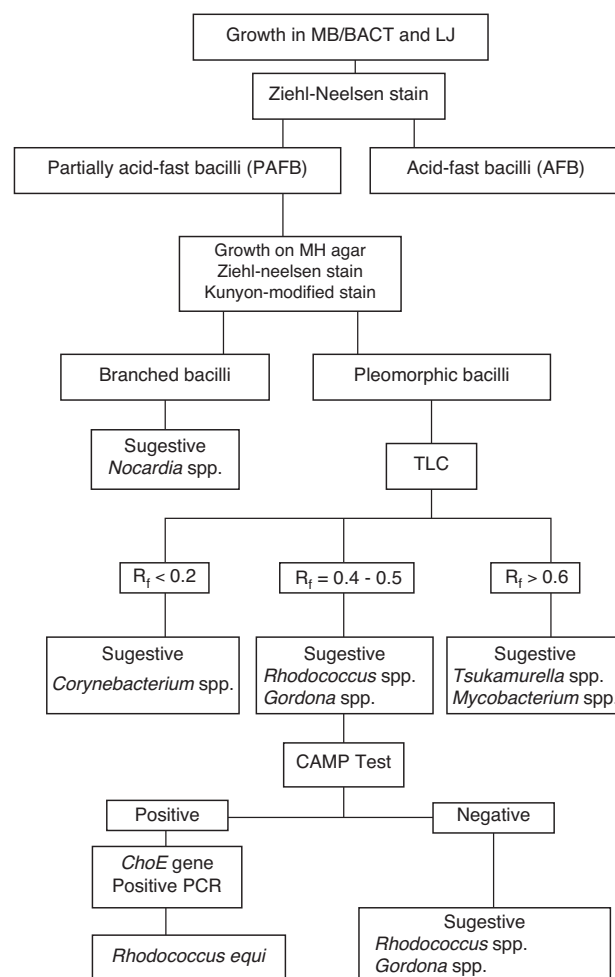 Growth in MB/BACT and LJ
Ziehl-Neelsen stain
Partially acid-fast bacilli (PAFB)
Acid-fast bacilli (AFB)
Growth on MH agar
Ziehl-neelsen stain
Kunyon-modified stain
Branched bacilli
Pleomorphic bacilli
Sugestive
Nocardia spp.
TLC
Rf < 0.2
Rf = 0.4 - 0.5
Rf > 0.6
Sugestive
Corynebacterium spp.
Sugestive
Rhodococcus spp.
Gordona spp.
Sugestive
Tsukamurella spp.
Mycobacterium spp.
CAMP Test
Positive
Negative
ChoE gene
Positive PCR
Rhodococcus equi
Sugestive
Rhodococcus spp.
Gordona spp.